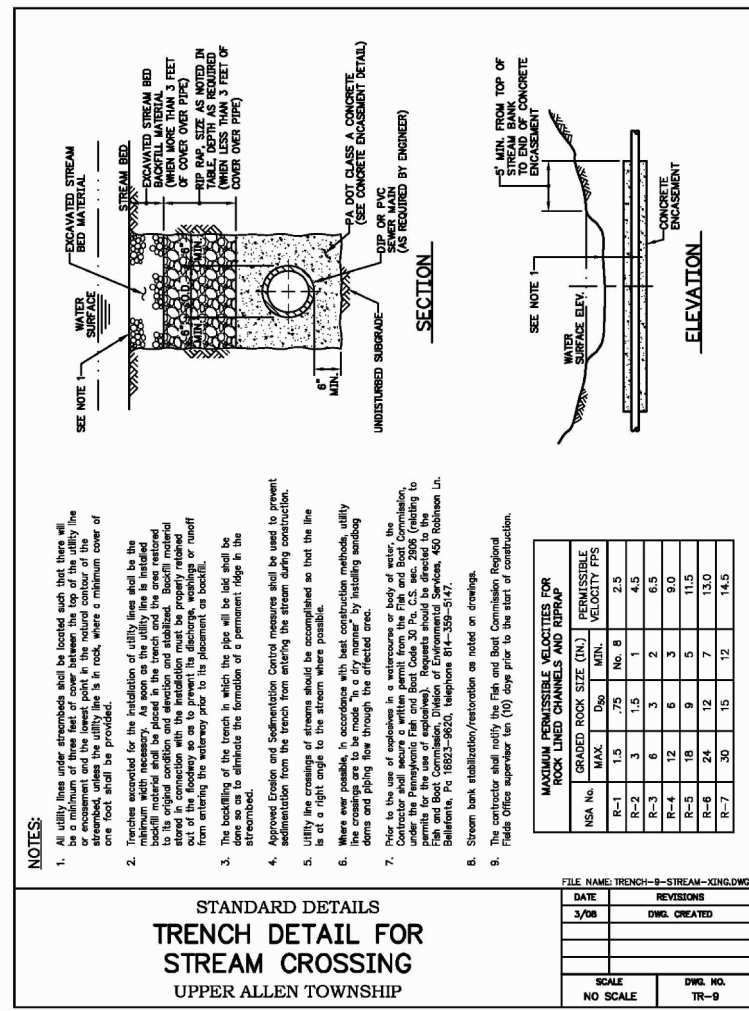 NOTES:
1. All utility lines under streambeds shall be located such that there will
be a minimum of three feet of cover between the top of the utility line
or encasement and the lowest point in the natural contour of the
streambed, unless the utility line is in rock, where a minimum cover of
one foot shall be provided.
2. Trenches excavated for the installation of utility lines shall be the
minimum width necessary. As soon as the utility line is installed
backfill material shall be placed in the trench and the area restored
to its original condition and elevation and stabilized. Backfill material
stored in connection with the installation must be properly retained
out of the floodway so as to prevent its discharge, washings or runoff
from entering the waterway prior to its placement as backfill.
3. The backfilling of the trench in which the pipe will be laid shall be
done so as to eliminate the formation of a permanent ridge in the
streambed.
4. Approved Erosion and Sedimentation Control measures shall be used to prevent
sedimentation from the trench from entering the stream during construction.
5. Utility line crossings of streams should be accomplished so that the line
is at a right angle to the stream where possible.
6. Where ever possible, in accordance with best construction methods, utility
line crossings are to be made "in a dry manner" by installing sandbag
dams and piping flow through the affected area.
7. Prior to the use of explosives in a watercourse or body of water, the
Contractor shall secure a written permit from the Fish and Boat Commission,
under the Pennsylvania Fish and Boat Code 30 Pa. C.S. sec. 2906 (relating to
permits for the use of explosives). Requests should be directed to the
Fish and Boat Commission, Division of Environmental Services, 450 Robinson Ln.
Bellefonte, Pa 16823-9620, telephone 814-359-5147.
8. Stream bank stabilization/restoration as noted on drawings.
9. The contractor shall notify the Fish and Boat Commission Regional
Fields Office supervisor ten (10) days prior to the start of construction.
SEE NOTE 1
WATER
SURFACE
EXCAVATED STREAM
BED MATERIAL
STREAM BED
EXCAVATED STREAM BED
BACKFILL MATERIAL
(WHEN MORE THAN 3 FEET
OF COVER OVER PIPE)
RIP RAP, SIZE AS NOTED IN
TABLE, DEPTH AS REQUIRED
(WHEN LESS THAN 3 FEET OF
COVER OVER PIPE)
6" O.D. 6"
MIN. MIN.
6"
MIN.
PA DOT CLASS A CONCRETE
(SEE CONCRETE ENCASEMENT DETAIL)
DIP OR PVC
SEWER MAIN
(AS REQUIRED BY ENGINEER)
UNDISTURBED SUBGRADE
SECTION
MAXIMUM PERMISSIBLE VELOCITIES FOR
ROCK LINED CHANNELS AND RIPRAP
NSA No. GRADED ROCK SIZE (IN.) PERMISSIBLE
VELOCITY FPS
MAX. D50 MIN.
R-1 1.5 .75 No. 8 2.5
R-2 3 1.5 1 4.5
R-3 6 3 2 6.5
R-4 12 6 3 9.0
R-5 18 9 5 11.5
R-6 24 12 7 13.0
R-7 30 15 12 14.5
WATER
SURFACE ELEV.
SEE NOTE 1
5' MIN. FROM TOP OF
STREAM BANK
TO END OF CONCRETE
ENCASEMENT
CONCRETE
ENCASEMENT
ELEVATION
STANDARD DETAILS
TRENCH DETAIL FOR
STREAM CROSSING
UPPER ALLEN TOWNSHIP
FILE NAME: TRENCH-9-STREAM-XING.DWG
DATE REVISIONS
3/08 DWG. CREATED
SCALE DWG. NO.
NO SCALE TR-9